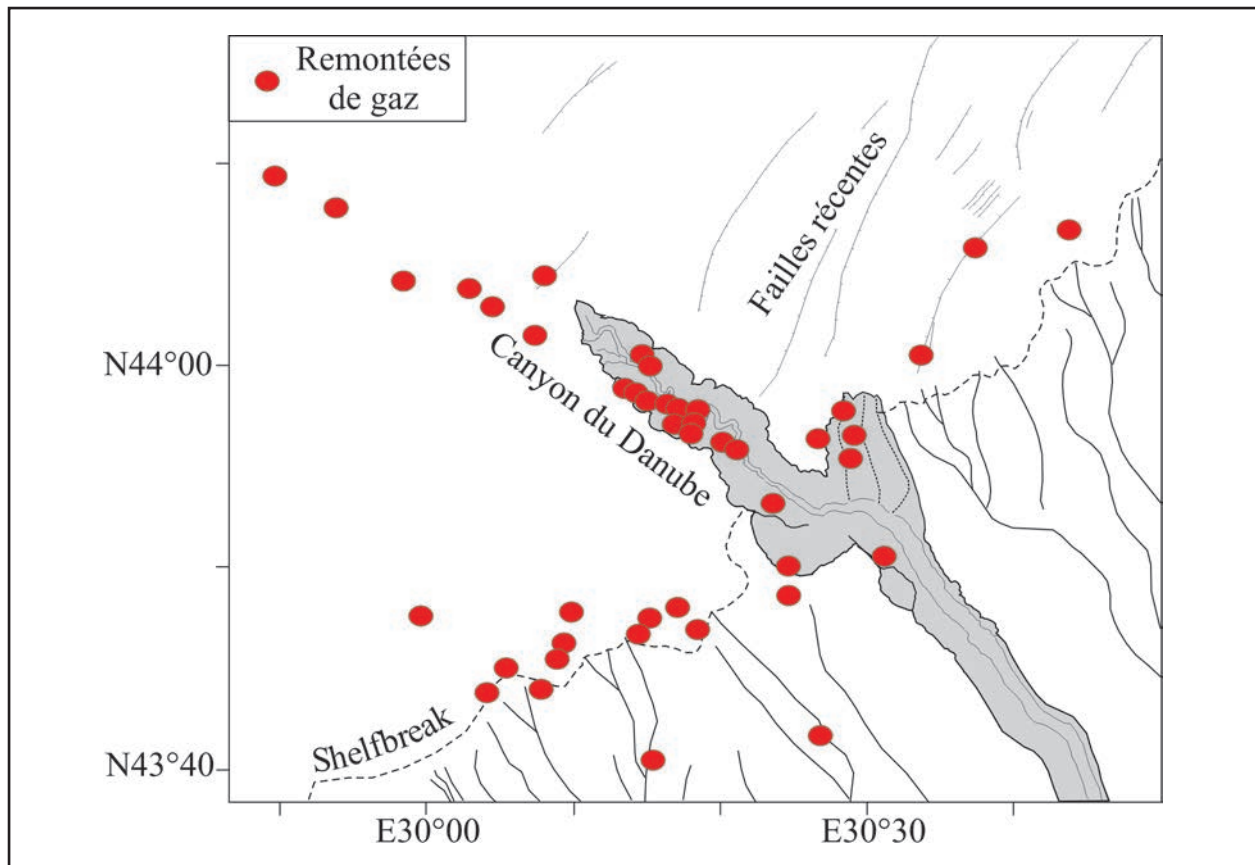 Remontées
de gaz
Failles récentes
N44°00
Canyon du Danube
Shelfbreak
N43°40
E30°00
E30°30